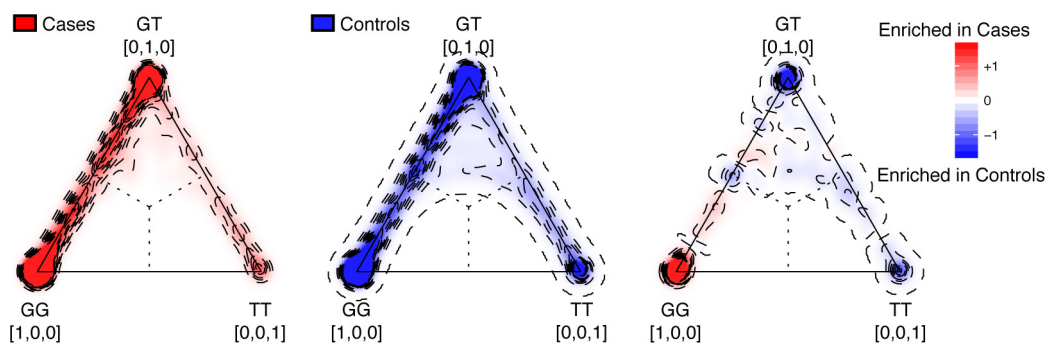 Cases
GT
[0,1,0]
GG
[1,0,0]
TT
[0,0,1]
Controls
GT
[0,1,0]
GG
[1,0,0]
TT
[0,0,1]
GT
[0,1,0]
GG
[1,0,0]
TT
[0,0,1]
Enriched in Cases
+1
0
−1
Enriched in Controls